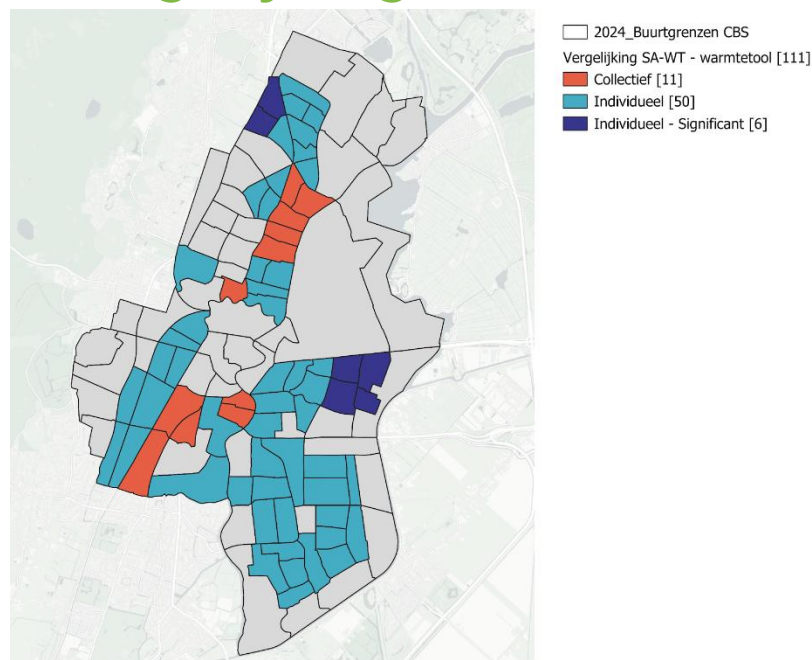 2024_Buurtgrenzen CBS
Vergelijking SA-WT - warmtetool [111]
Collectief [11]
Individueel [50]
Individueel - Significant [6]